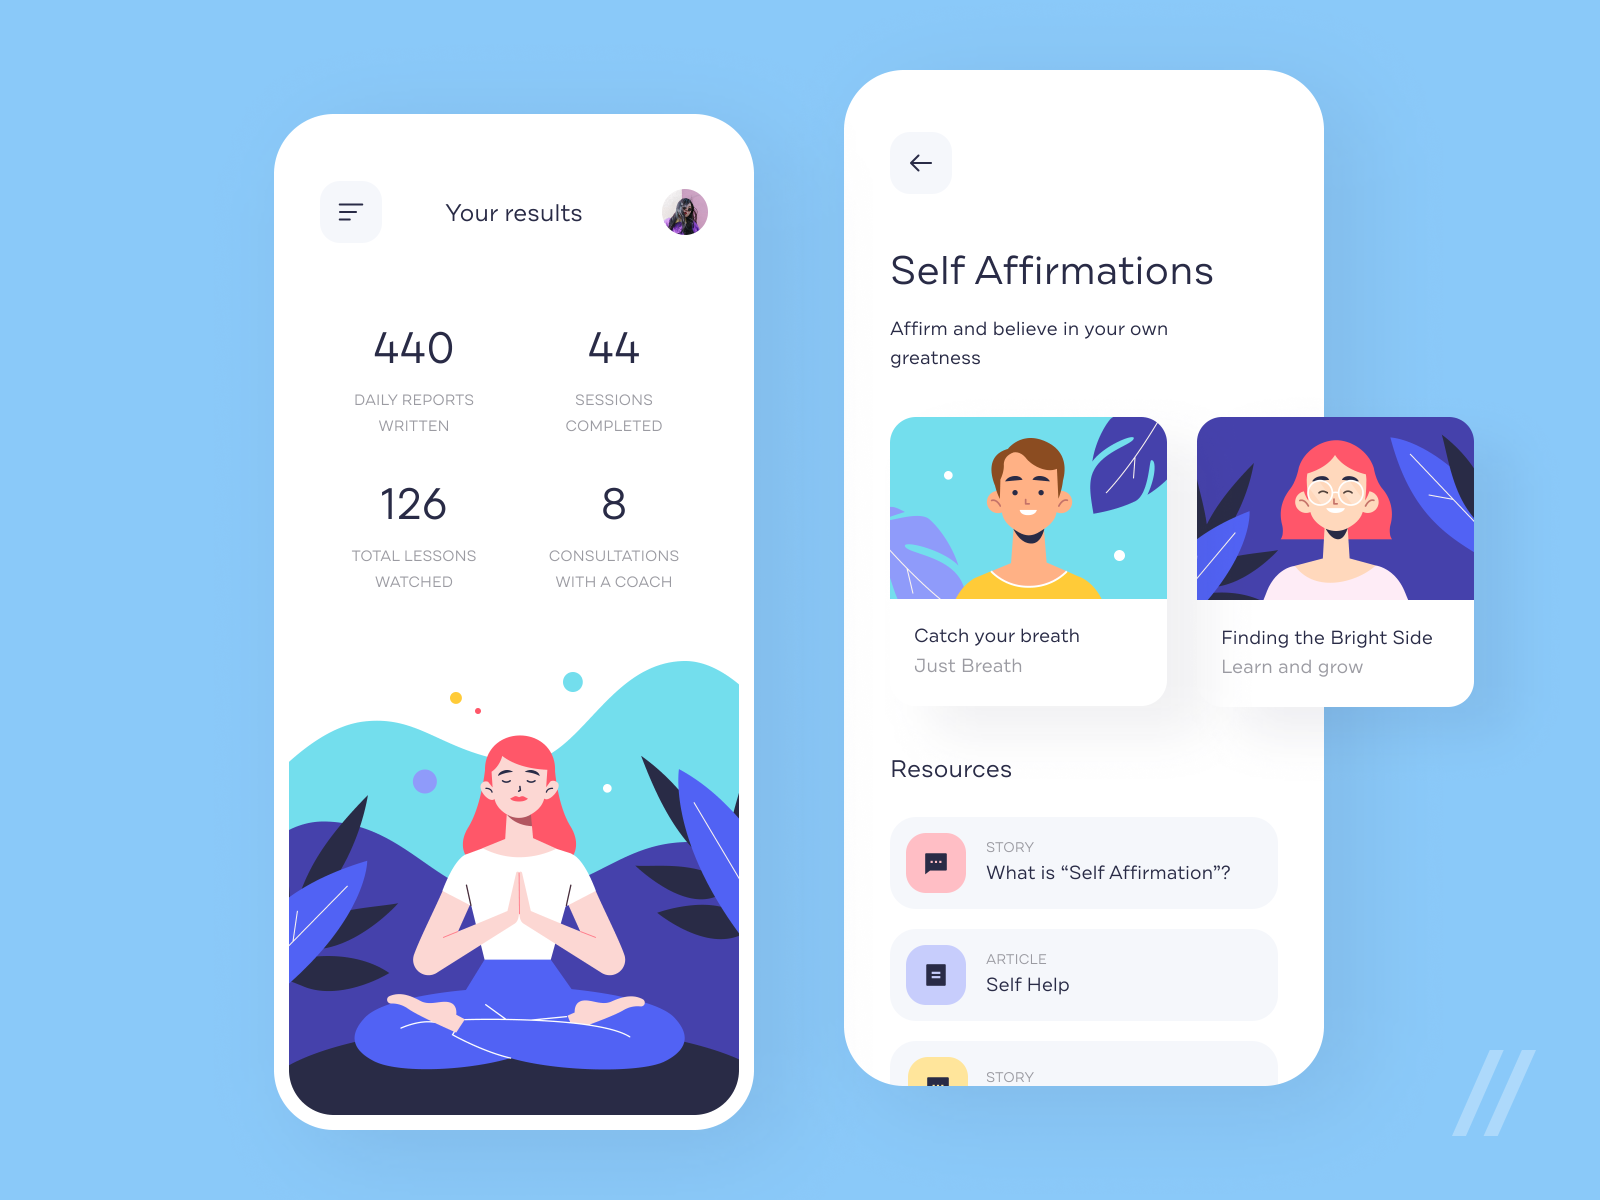 Your results
440
DAILY REPORTS
WRITTEN
44
SESSIONS
COMPLETED
126
TOTAL LESSONS
WATCHED
8
CONSULTATIONS
WITH A COACH
Self Affirmations
Affirm and believe in your own
greatness
Catch your breath
Just Breath
Finding the Bright Side
Learn and grow
Resources
STORY
What is “Self Affirmation”?
ARTICLE
Self Help
STORY